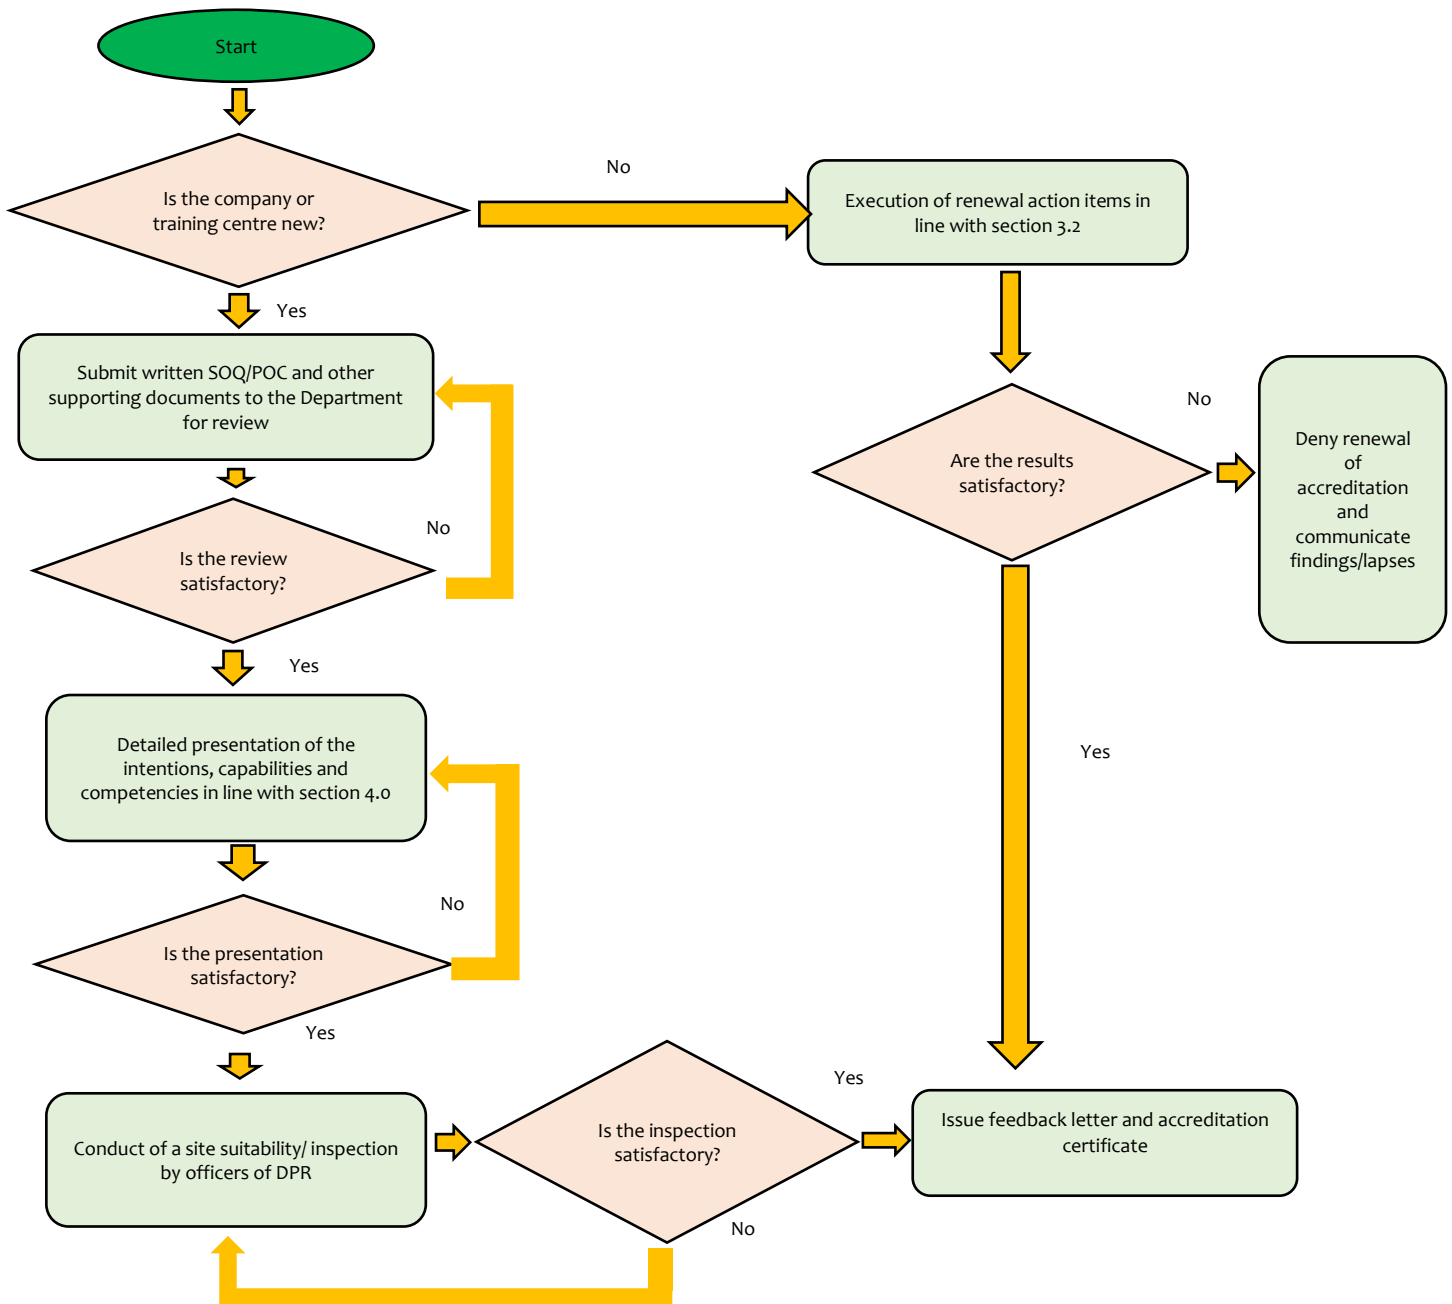 Start
Is the company or
training centre new?
No
Execution of renewal action items in
line with section 3.2
Yes
Submit written SOQ/POC and other
supporting documents to the Department
for review
No
Is the review
satisfactory?
Yes
Are the results
satisfactory?
No
Deny renewal
of
accreditation
and
communicate
findings/lapses
Yes
Detailed presentation of the
intentions, capabilities and
competencies in line with section 4.0
No
Is the presentation
satisfactory?
Yes
Conduct of a site suitability/ inspection
by officers of DPR
Is the inspection
satisfactory?
Yes
No
Issue feedback letter and accreditation
certificate